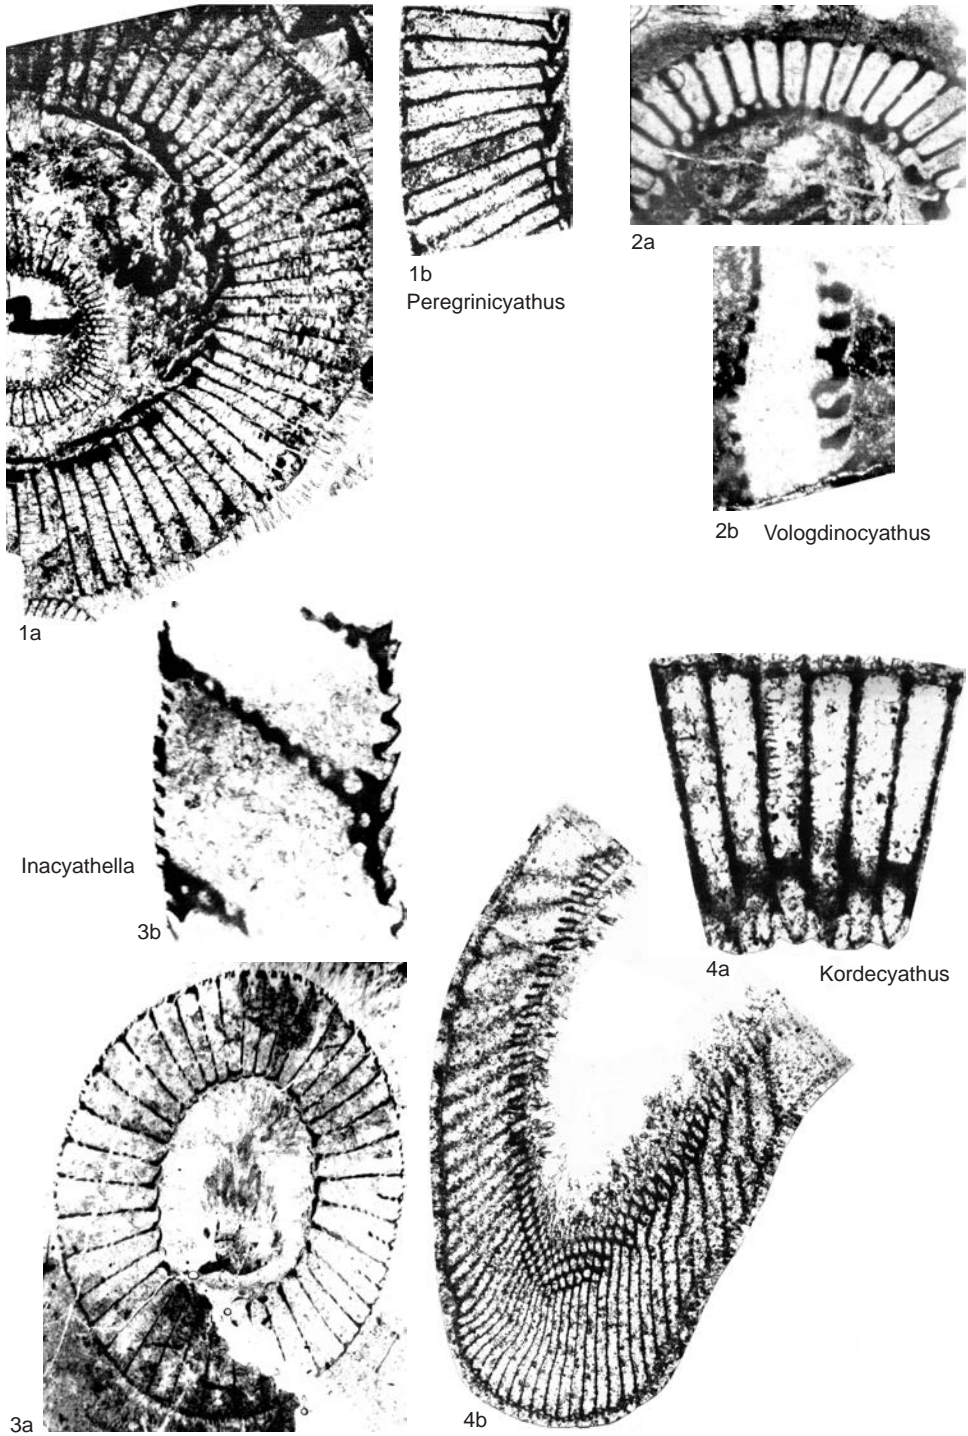 1b
Peregrinicyathus
2a
2b Vologdinocyathus
1a
Inacyathella
3b
4a
Kordecyathus
3a
4b